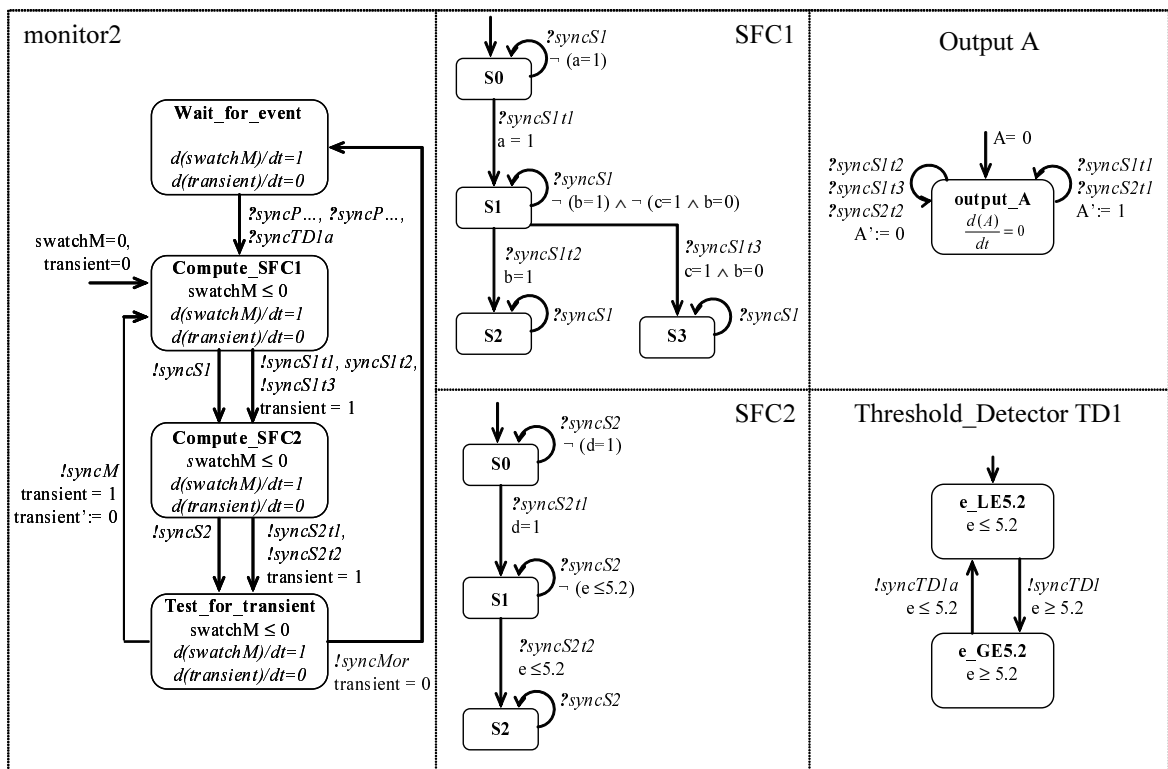 monitor2
Wait_for_event
d(swatchM)/dt=1
d(transient)/dt=0
?syncP..., ?syncP...,
?syncTD1a
swatchM=0,
transient=0
Compute_SFC1
swatchM ≤ 0
d(swatchM)/dt=1
d(transient)/dt=0
!syncS1
!syncS1t1, syncS1t2,
!syncS1t3
transient = 1
Compute_SFC2
swatchM ≤ 0
d(swatchM)/dt=1
d(transient)/dt=0
!syncM
transient = 1
transient':= 0
!syncS2
!syncS2t1,
!syncS2t2
transient = 1
Test_for_transient
swatchM ≤ 0
d(swatchM)/dt=1
d(transient)/dt=0
!syncMor
transient = 0
SFC1
?syncS1
¬ (a=1)
S0
?syncS1t1
a = 1
?syncS1
¬ (b=1) ∧ ¬ (c=1 ∧ b=0)
S1
?syncS1t2
b=1
?syncS1t3
c=1 ∧ b=0
S2
?syncS1
S3
?syncS1
Output A
A= 0
?syncS1t2
?syncS1t3
?syncS2t2
A':= 0
output_A
d(A)/dt = 0
?syncS1t1
?syncS2t1
A':= 1
SFC2
?syncS2
¬ (d=1)
S0
?syncS2t1
d=1
?syncS2
¬ (e ≤5.2)
S1
?syncS2t2
e ≤5.2
?syncS2
S2
Threshold_Detector TD1
e_LE5.2
e ≤ 5.2
!syncTD1a
e ≤ 5.2
!syncTD1
e ≥ 5.2
e_GE5.2
e ≥ 5.2